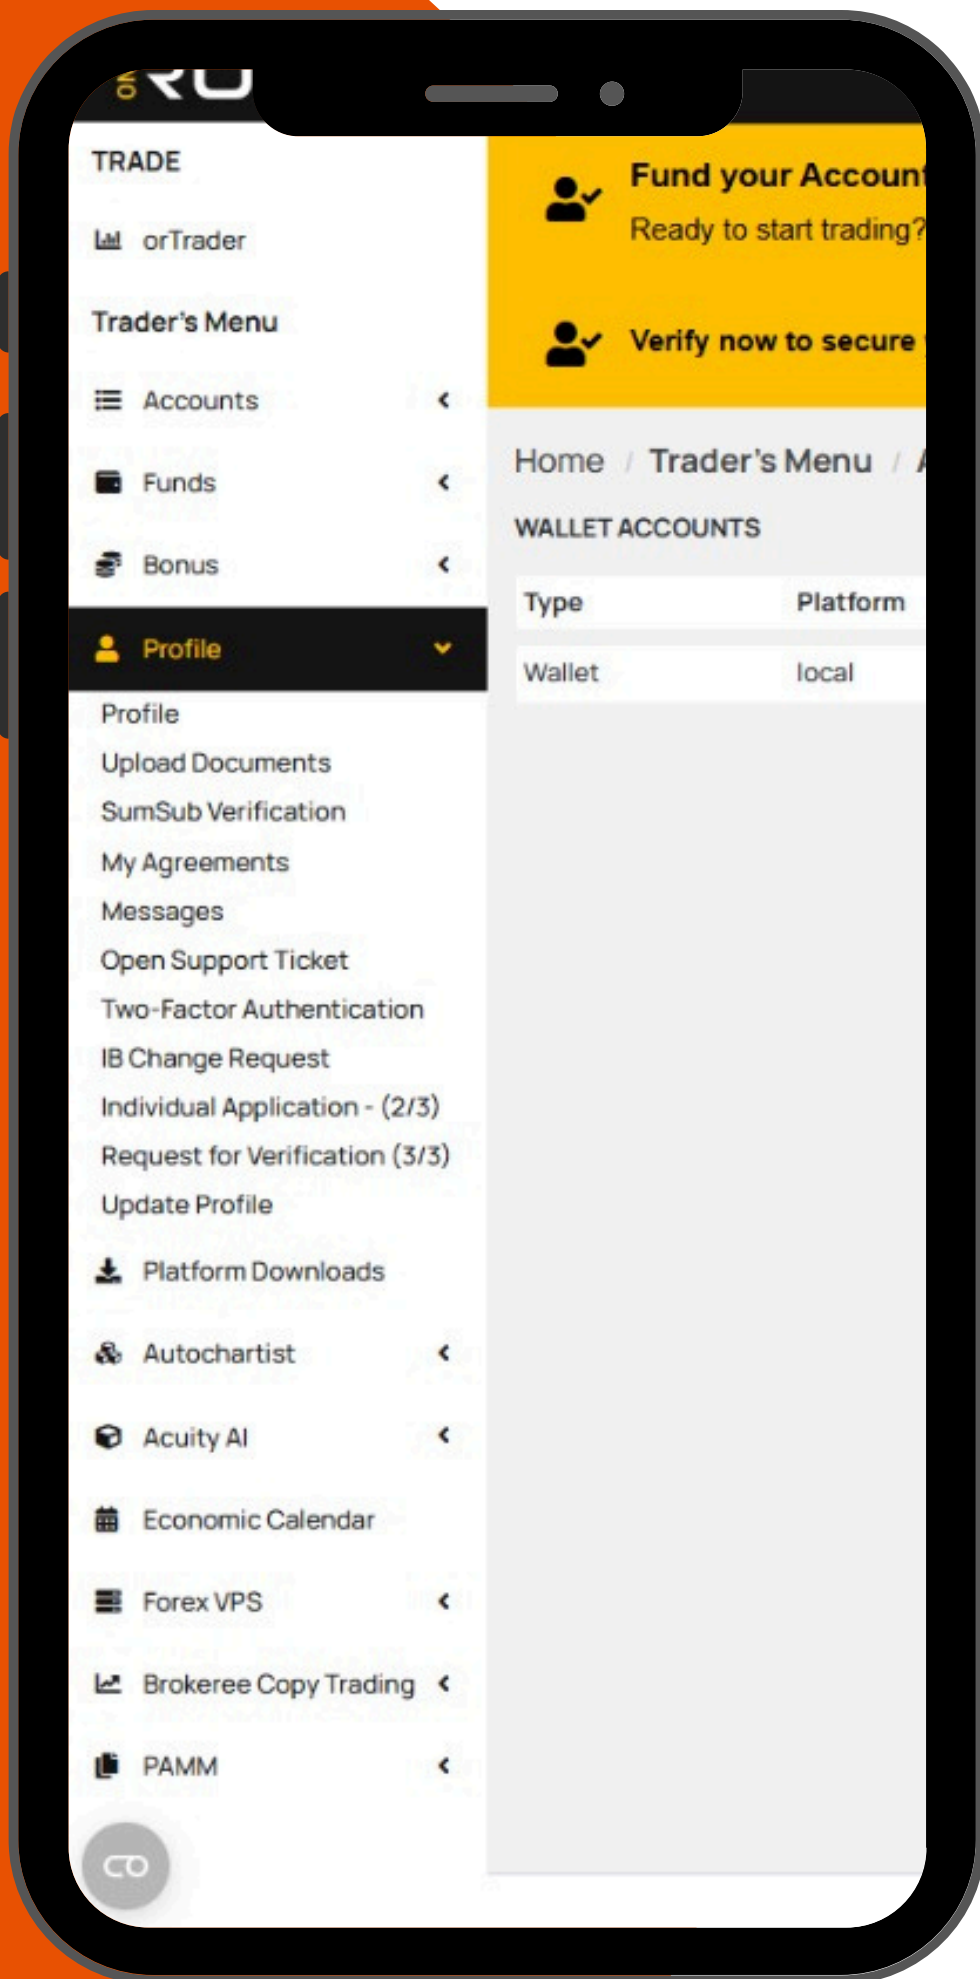 TRADE
orTrader
Trader's Menu
Accounts
Funds
Bonus
Profile
Profile
Upload Documents
SumSub Verification
My Agreements
Messages
Open Support Ticket
Two-Factor Authentication
IB Change Request
Individual Application - (2/3)
Request for Verification (3/3)
Update Profile
Platform Downloads
Autochartist
Acuity AI
Economic Calendar
Forex VPS
Brokeree Copy Trading
PAMM
Fund your Account
Ready to start trading?
Verify now to secure
Home / Trader's Menu /
WALLET ACCOUNTS
Type Platform
Wallet local